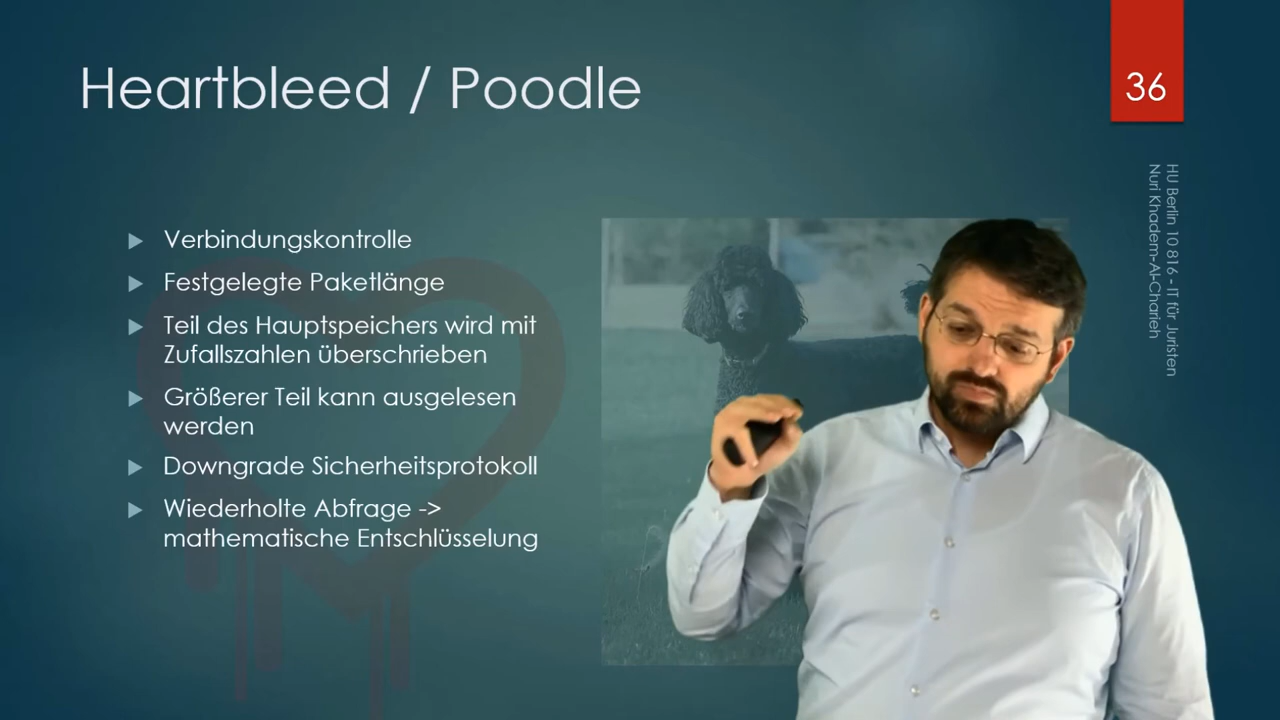 Heartbleed / Poodle
36
HU Berlin 10 816 - IT für Juristen
Nuri Khadem-Al-Charieh
Verbindungskontrolle
Festgelegte Paketlänge
Teil des Hauptspeichers wird mit
Zufallszahlen überschrieben
Größerer Teil kann ausgelesen
werden
Downgrade Sicherheitsprotokoll
Wiederholte Abfrage ->
mathematische Entschlüsselung